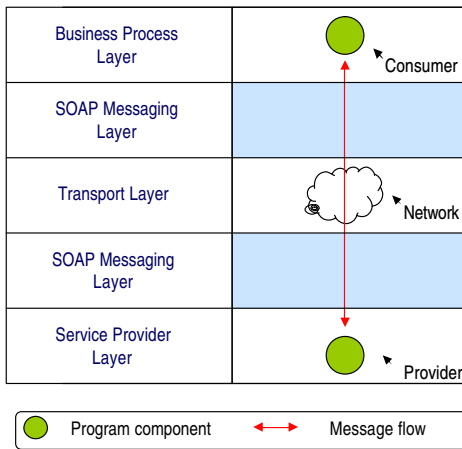 Business Process
Layer
Consumer
SOAP Messaging
Layer
Transport Layer
Network
SOAP Messaging
Layer
Service Provider
Layer
Provider
Program component
Message flow